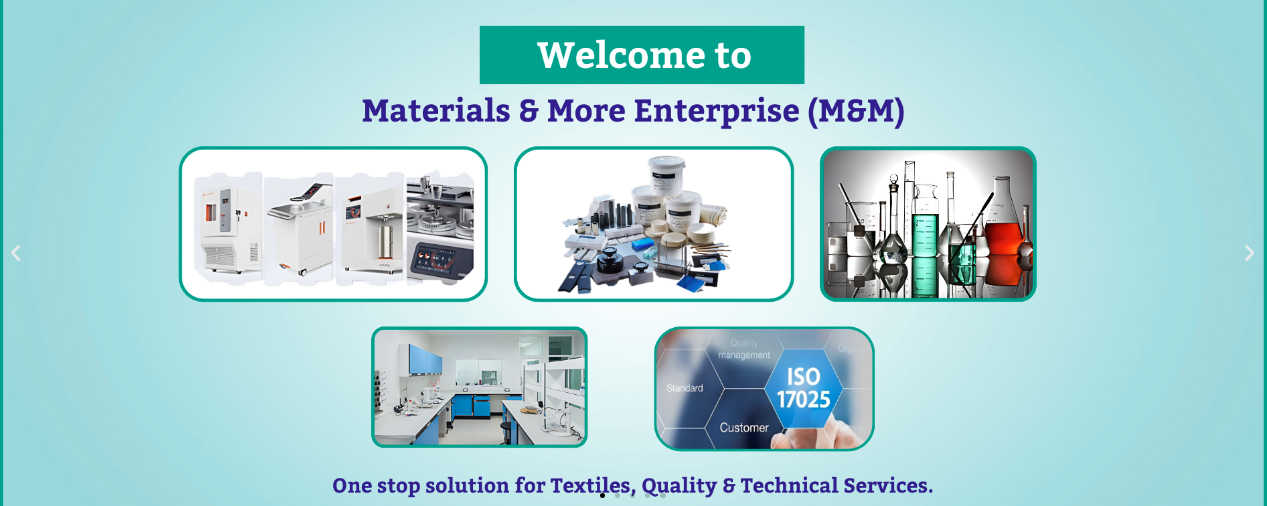 Welcome to
Materials & More Enterprise (M&M)
Quality
management
Standard
ISO
17025
Customer
One stop solution for Textiles, Quality & Technical Services.